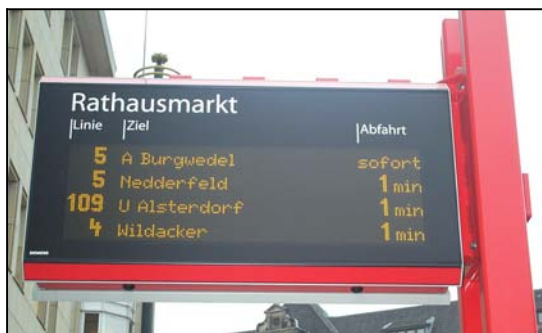 Rathausmarkt
Linie Ziel Abfahrt
5 A Burgwedel sofort
5 Nedderfeld 1 min
109 U Alsterdorf 1 min
4 Wildacker 1 min
SIEMENS